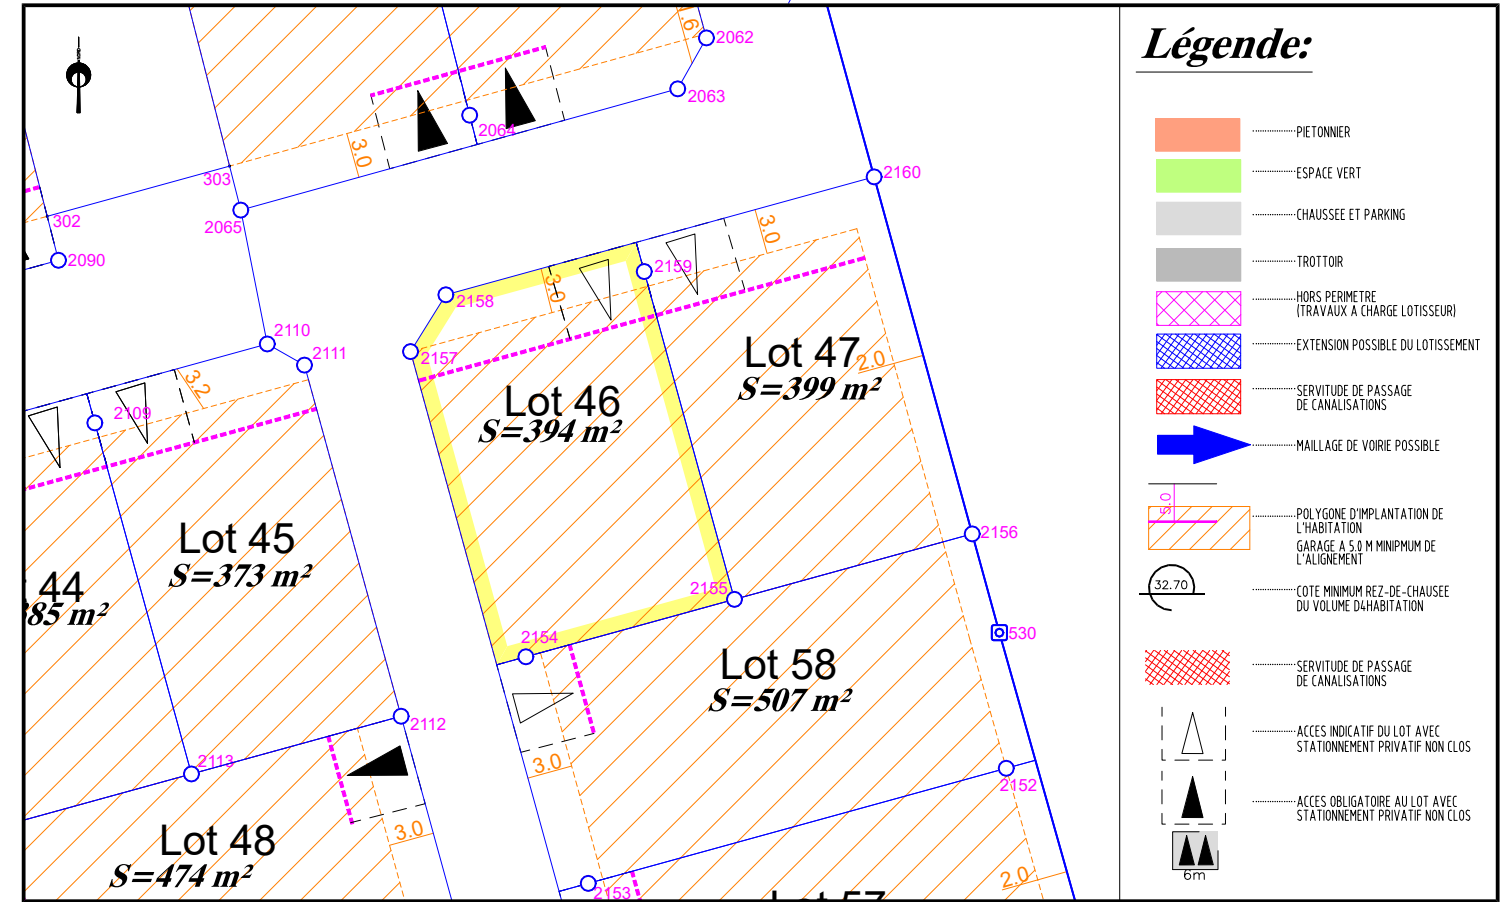 1.6
2062
2063
2064
3.0
303
2160
302
2065
3.0
2090
2159
3.0
2158
2110
2157
2111
Lot 47
2.0
3.2
S=399 m²
Lot 46
2109
S=394 m²
Lot 45
2156
S=373 m²
44
2155
385 m²
2154
530
Lot 58
S=507 m²
2112
2113
3.0
2152
3.0
Lot 48
S=474 m²
2.0
2153
Lot 57
Légende:
PIETONNIER
ESPACE VERT
CHAUSSEE ET PARKING
TROTTOIR
HORS PERIMETRE
(TRAVAUX A CHARGE LOTISSEUR)
EXTENSION POSSIBLE DU LOTISSEMENT
SERVITUDE DE PASSAGE
DE CANALISATIONS
MAILLAGE DE VOIRIE POSSIBLE
5.0
POLYGONE D'IMPLANTATION DE
L'HABITATION
GARAGE A 5.0 M MINIPMUM DE
L'ALIGNEMENT
32.70
COTE MINIMUM REZ-DE-CHAUSEE
DU VOLUME D4HABITATION
SERVITUDE DE PASSAGE
DE CANALISATIONS
ACCES INDICATIF DU LOT AVEC
STATIONNEMENT PRIVATIF NON CLOS
ACCES OBLIGATOIRE AU LOT AVEC
STATIONNEMENT PRIVATIF NON CLOS
6m